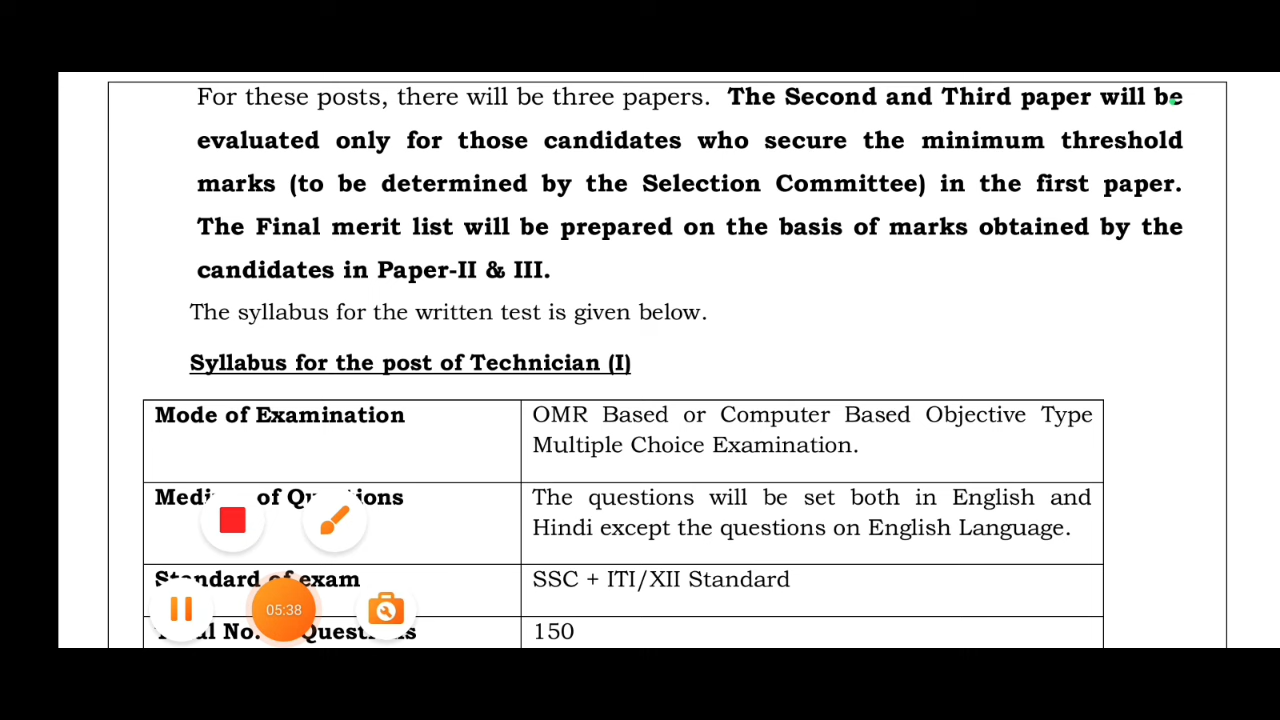 For these posts, there will be three papers. The Second and Third paper will be
evaluated only for those candidates who secure the minimum threshold
marks (to be determined by the Selection Committee) in the first paper.
The Final merit list will be prepared on the basis of marks obtained by the
candidates in Paper-II & III.
The syllabus for the written test is given below.
Syllabus for the post of Technician (I)
Mode of Examination
OMR Based or Computer Based Objective Type
Multiple Choice Examination.
of
The questions will be set both in English and
Hindi except the questions on English Language.
Standard of exam
SSC + ITI/XII Standard
05:38
No.
150